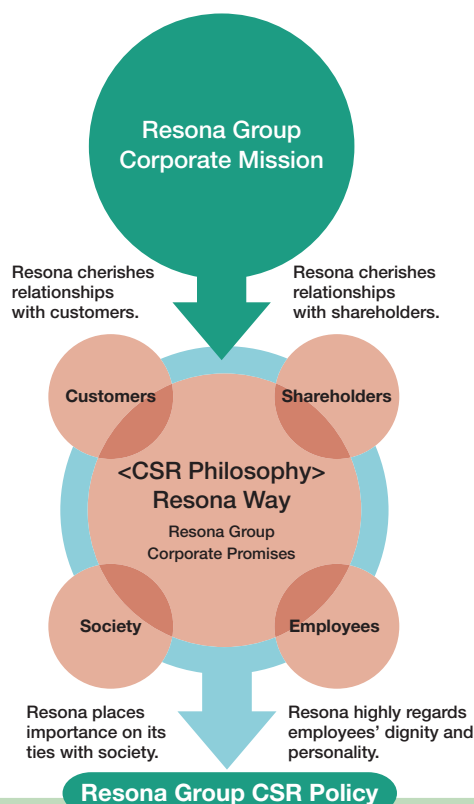 Resona Group
Corporate Mission
Resona cherishes
relationships
with customers.
Resona cherishes
relationships
with shareholders.
Customers
Shareholders
<CSR Philosophy>
Resona Way
Resona Group
Corporate Promises
Society
Employees
Resona places
importance on its
ties with society.
Resona highly regards
employees’ dignity and
personality.
Resona Group CSR Policy